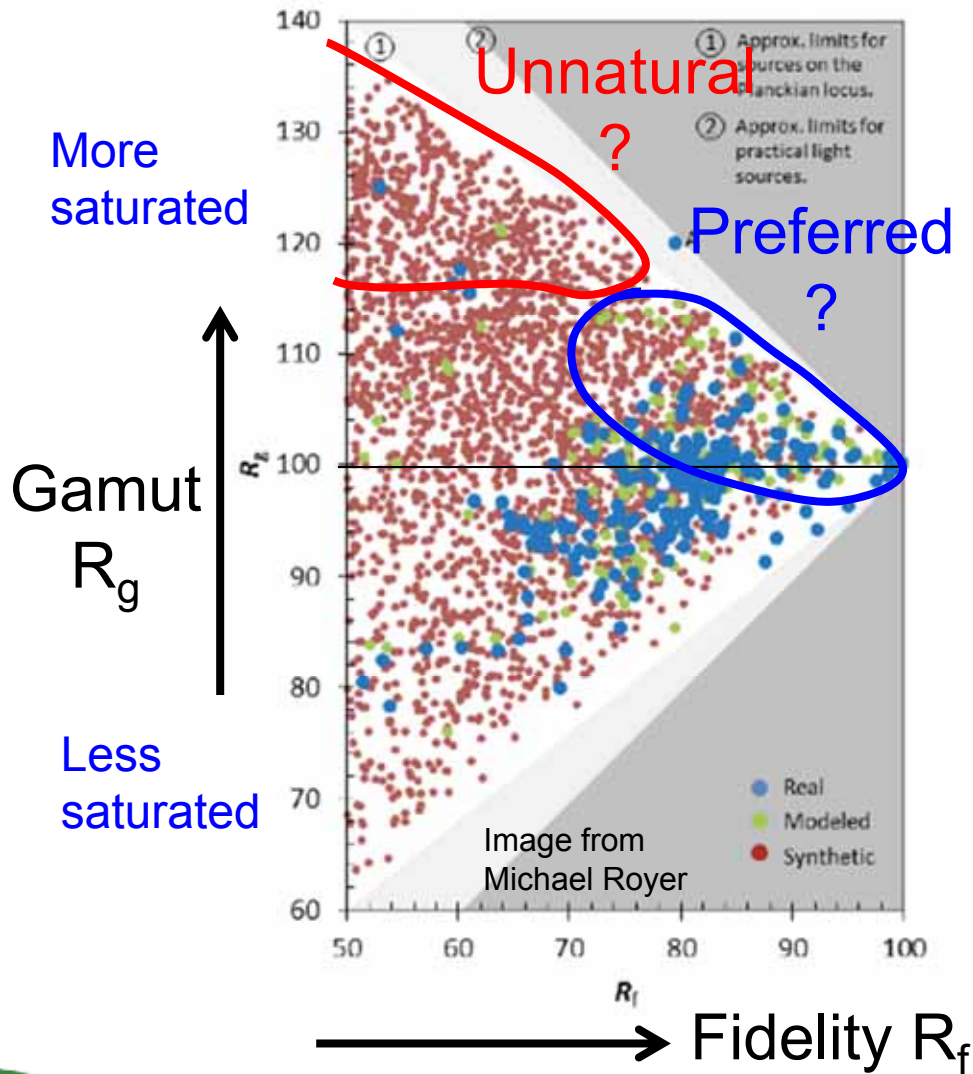 140
①
②
① Approx. limits for
sources on the
Planckian locus.
② Approx. limits for
practical light
sources.
Unnatural
?
130
More
saturated
120
A
Preferred
?
110
Gamut
R_g
R_g
100
90
80
Less
saturated
70
Real
Modeled
Synthetic
Image from
Michael Royer
60
50 60 70 80 90 100
R_f
Fidelity R_f